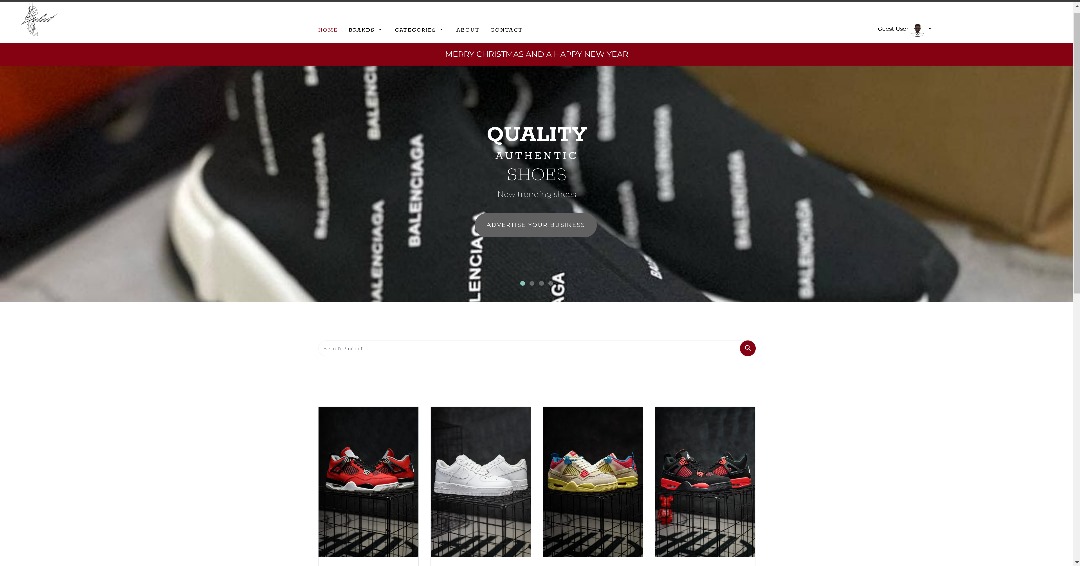 HOME BRANDS CATEGORIES ABOUT CONTACT
Guest User
MERRY CHRISTMAS AND A HAPPY NEW YEAR
BALENCIAGA
BALENCIAGA
BALENCIAGA
BALENCIAGA
QUALITY
AUTHENTIC
SHOES
New trending shoes
ADVERTISE YOUR BUSINESS